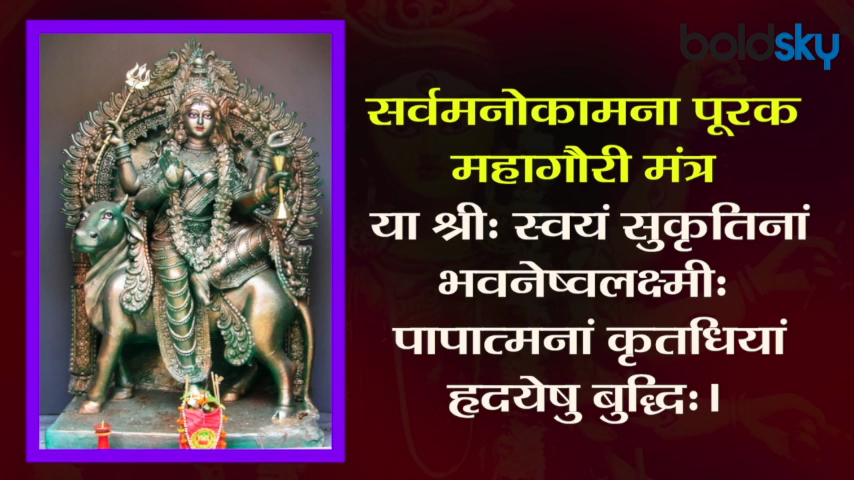 boldsky
सर्वमनोकामना पूरक
महागौरी मंत्र
या श्रीः स्वयं सुकृतिनां
भवनेष्वलक्ष्मीः
पापात्मनां कृतधियां
हृदयेषु बुद्धिः।